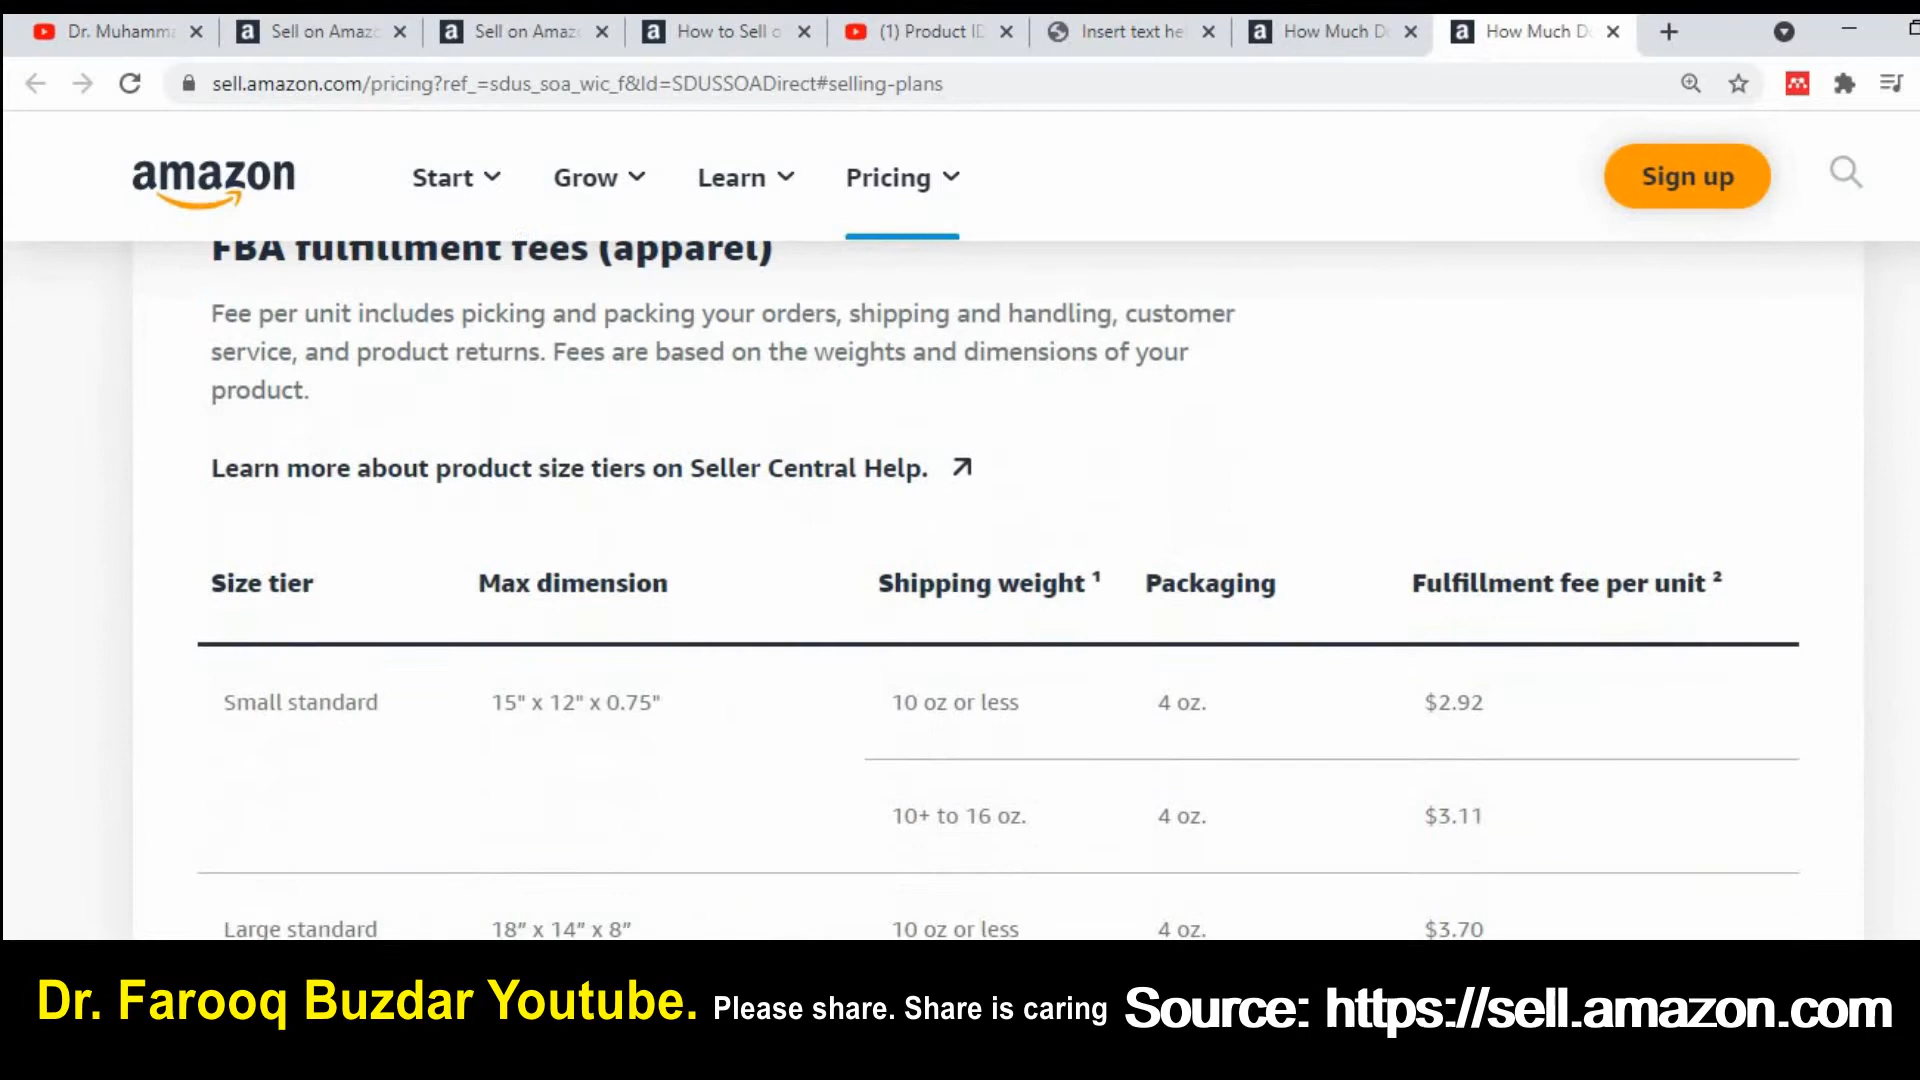 Dr. Muhamma
Sell on Amazo
Sell on Amaz
How to Sell o
(1) Product ID
Insert text he
How Much D
How Much D
sell.amazon.com/pricing?ref_=sdus_soa_wic_f&ld=SDUSSOADirect#selling-plans
amazon
Start
Grow
Learn
Pricing
Sign up
FBA fulfillment fees (apparel)
Fee per unit includes picking and packing your orders, shipping and handling, customer
service, and product returns. Fees are based on the weights and dimensions of your
product.
Learn more about product size tiers on Seller Central Help.
Size tier Max dimension Shipping weight ¹ Packaging Fulfillment fee per unit ²
Small standard 15" x 12" x 0.75" 10 oz or less 4 oz. $2.92
10+ to 16 oz. 4 oz. $3.11
Large standard 18” x 14” x 8” 10 oz or less 4 oz. $3.70
Dr. Farooq Buzdar Youtube. Please share. Share is caring Source: https://sell.amazon.com